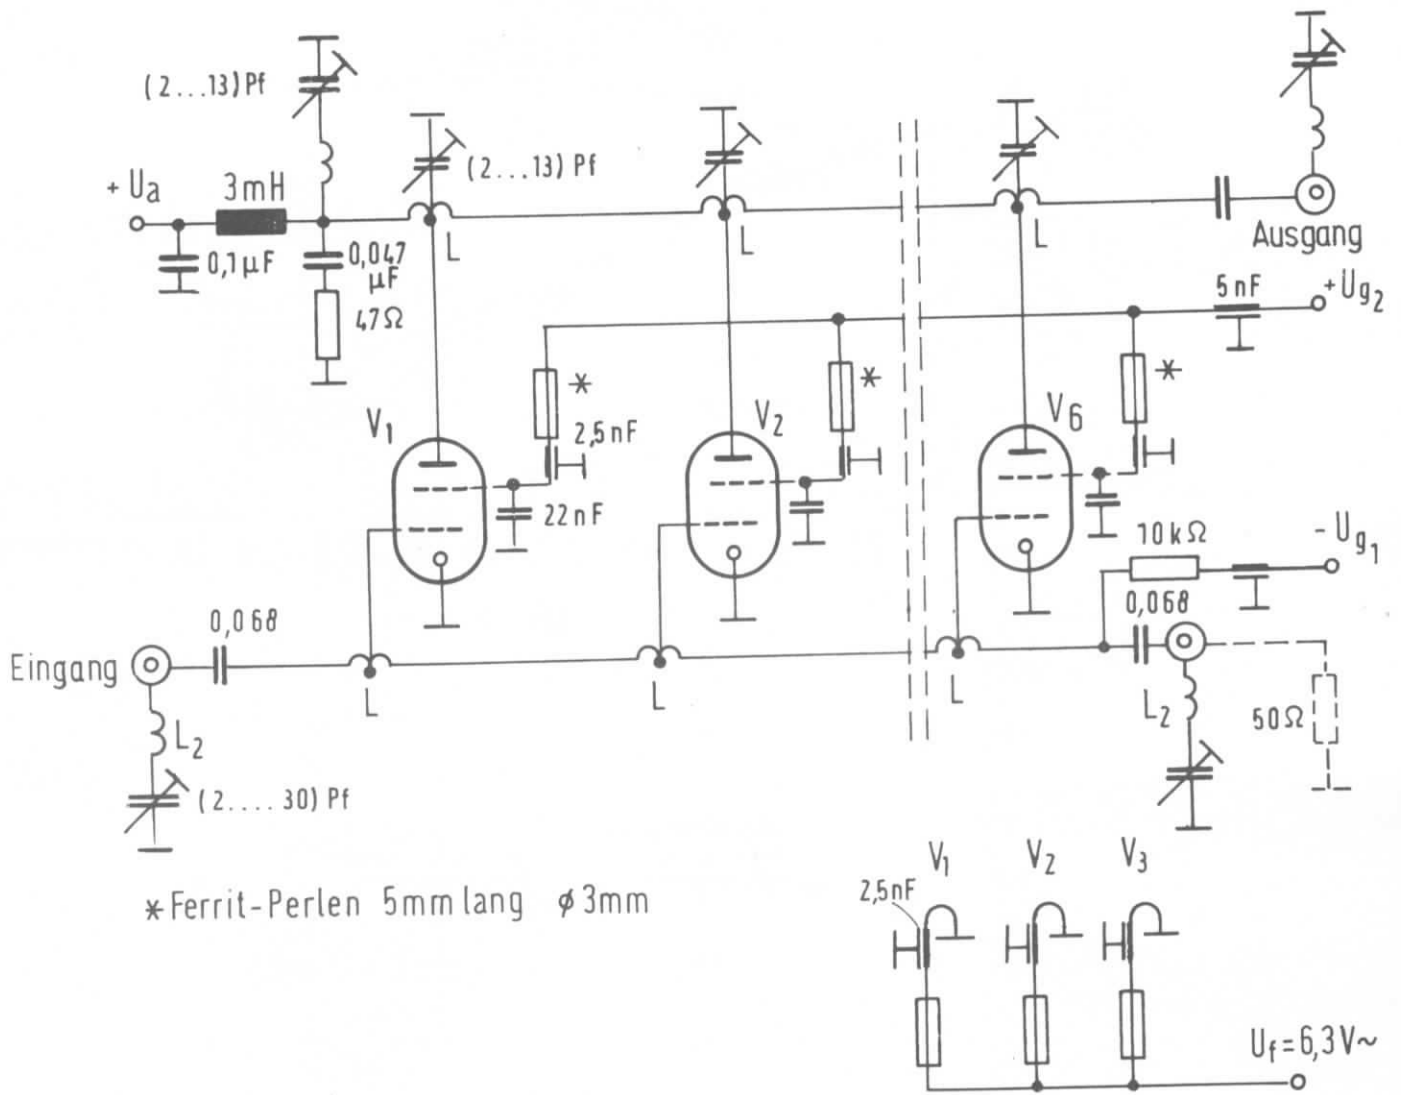 (2...13) Pf
+ Ua
3mH
(2...13) Pf
0,1µF
0,047
µF
47Ω
L
L
L
Ausgang
5nF
+Ug2
*
*
*
V1
2,5nF
V2
V6
22nF
10kΩ
- Ug1
0,068
0,068
Eingang
L
L
L
L2
L2
50Ω
(2....30) Pf
*Ferrit-Perlen 5mm lang ϕ3mm
V1
V2
V3
2,5nF
Uf=6,3V~